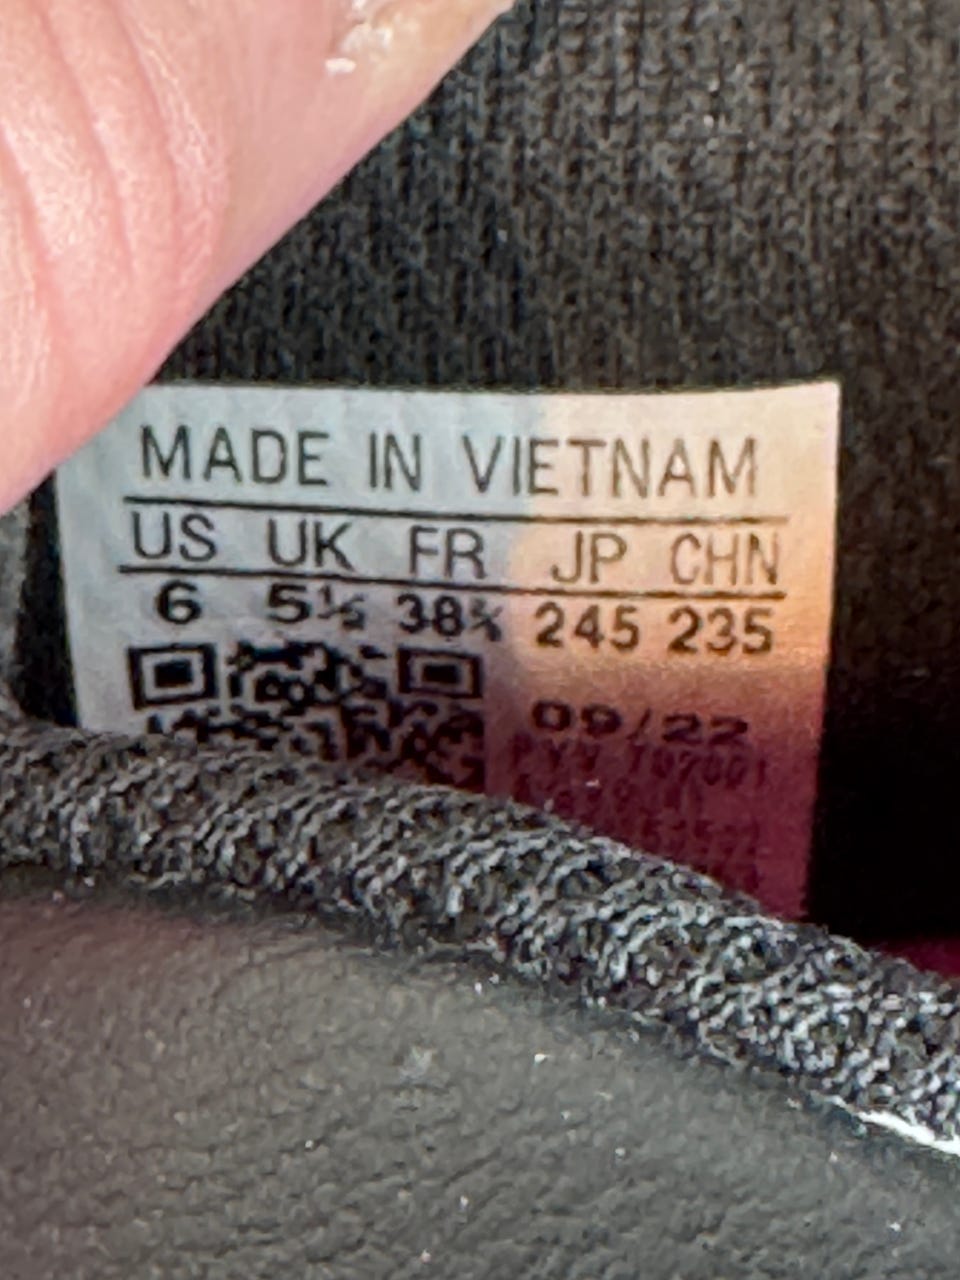 MADE IN VIETNAM
US UK FR JP CHN
6 5½ 38⅔ 245 235
09/22